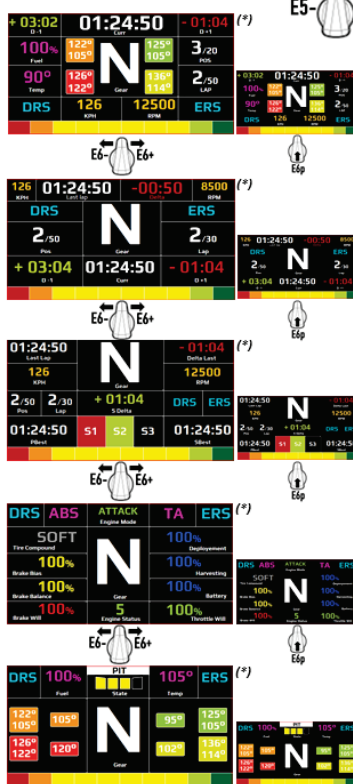 E5-
+ 03:02 01:24:50 - 01:04 (*)
D -1 Curr D +1
100% 122º 105º N 125º 105º 3/20
Fuel POS
90º 126º 122º 136º 114º 2/50
Temp Gear LAP
DRS 126 12500 ERS
KPH RPM
E6- E6+
E6p
126 01:24:50 -00:50 8500 (*)
KPH Last lap Delta RPM
DRS N ERS
2/50 2/30
Pos Gear Lap
+ 03:04 01:24:50 - 01:04
D -1 Curr D +1
E6- E6+
E6p
01:24:50 N - 01:04 (*)
Last Lap Delta Last
126 12500
KPH Gear RPM
2/50 2/30 + 01:04 DRS ERS
Pos Lap S Delta
01:24:50 S1 S2 S3 01:24:50
PBest SBest
E6- E6+
E6p
DRS ABS ATTACK TA ERS (*)
Engine Mode
SOFT N 100%
Tire Compound Deployement
100% 100%
Brake Bias Harvesting
100% 100%
Brake Balance Gear Battery
100% 5 100%
Brake Will Engine Status Throttle Will
E6- E6+
E6p
DRS 100% PIT 105º ERS (*)
Fuel State Temp
122º 105º 105º N 95º 125º 105º
126º 122º 120º 102º 136º 114º
Gear